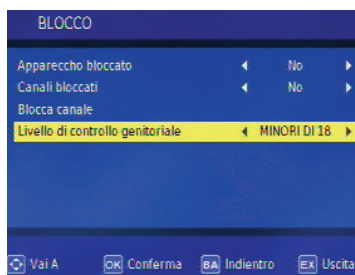 BLOCCO
Apparecchio bloccato No
Canali bloccati No
Blocca canale
Livello di controllo genitoriale MINORI DI 18
Vai A OK Conferma BA Indientro EX Uscita